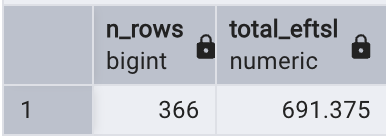 n_rows total_eftsl
bigint numeric
1 366 691.375